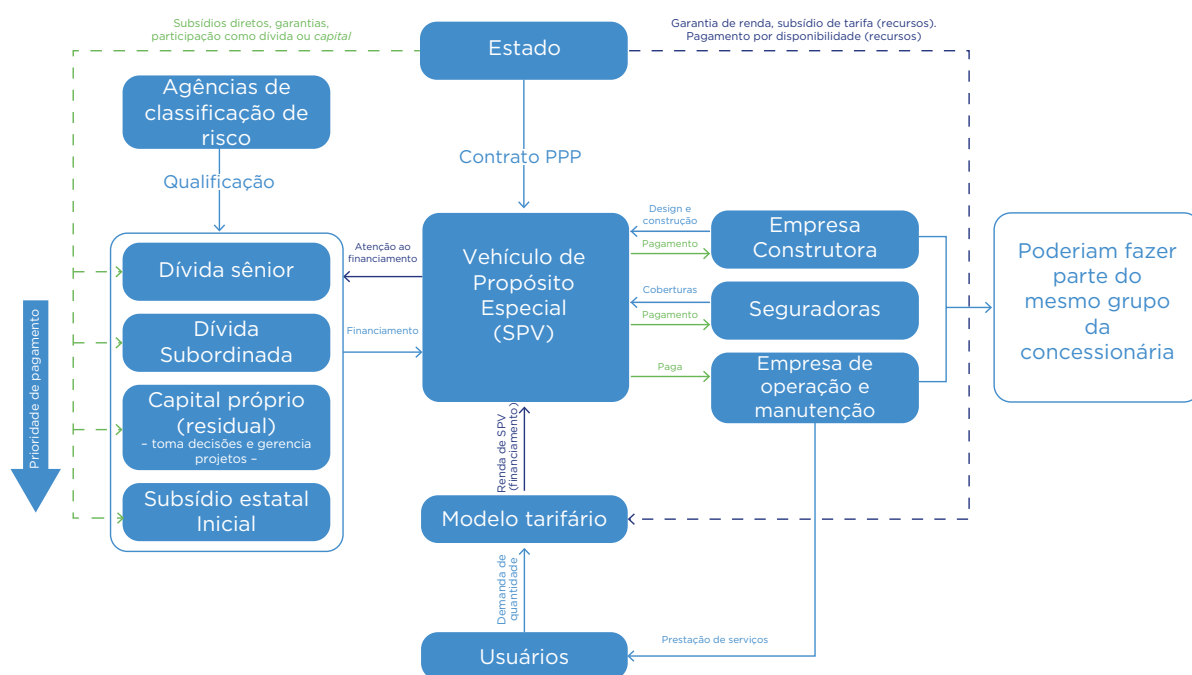 Subsídios diretos, garantias,
participação como dívida ou capital
Estado
Garantia de renda, subsídio de tarifa (recursos).
Pagamento por disponibilidade (recursos)
Agências de
classificação de
risco
Contrato PPP
Qualificação
Dívida sênior
Dívida
Subordinada
Capital próprio
(residual)
– toma decisões e gerencia
projetos –
Subsídio estatal
Inicial
Prioridade de pagamento
Atenção ao
financiamento
Financiamento
Vehículo de
Propósito
Especial
(SPV)
Design e
construção
Pagamento
Coberturas
Pagamento
Paga
Empresa
Construtora
Seguradoras
Empresa de
operação e
manutenção
Poderiam fazer
parte do
mesmo grupo
da
concessionária
Renda de SPV
(financiamento)
Modelo tarifário
Demanda de
quantidade
Prestação de serviços
Usuários